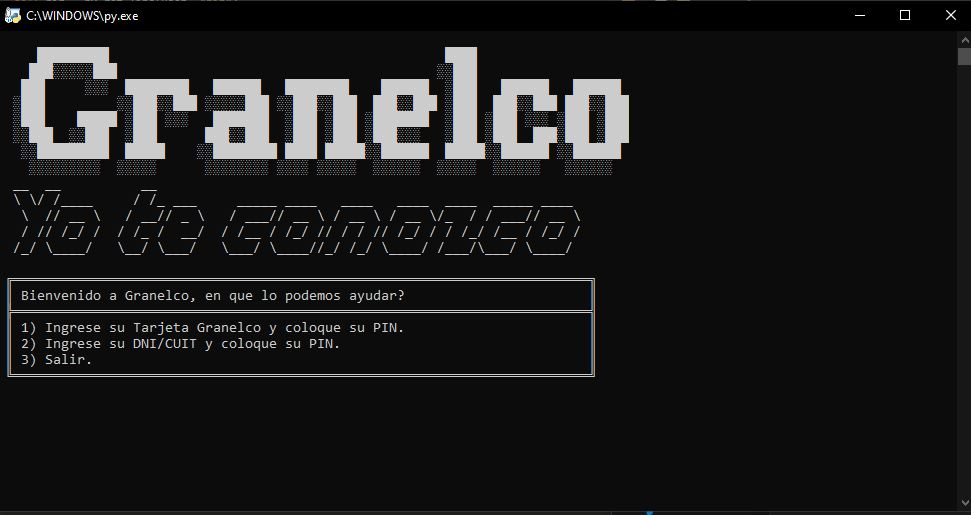 C:\WINDOWS\py.exe
Granelco
Yo te conozco
Bienvenido a Granelco, en que lo podemos ayudar?
1) Ingrese su Tarjeta Granelco y coloque su PIN.
2) Ingrese su DNI/CUIT y coloque su PIN.
3) Salir.